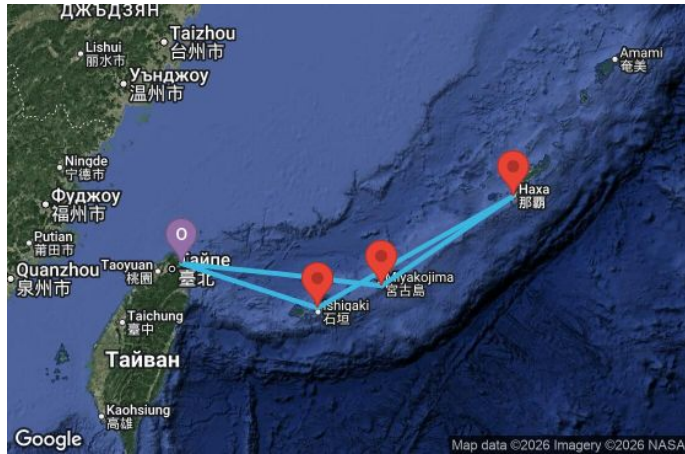 ДЖЪДЗЯН
Taizhou
台州市
Lishui
丽水市
Уънджоу
温州市
Amami
奄美
Ningde
宁德市
Фуджоу
福州市
Наха
那覇
Putian
莆田市
O
Тайпе
臺北
Taoyuan
桃園
Quanzhou
泉州市
Miyakojima
宮古島
Ishigaki
石垣
Taichung
臺中
Тайван
Kaohsiung
高雄
Google
Map data ©2026 Imagery ©2026 NASA